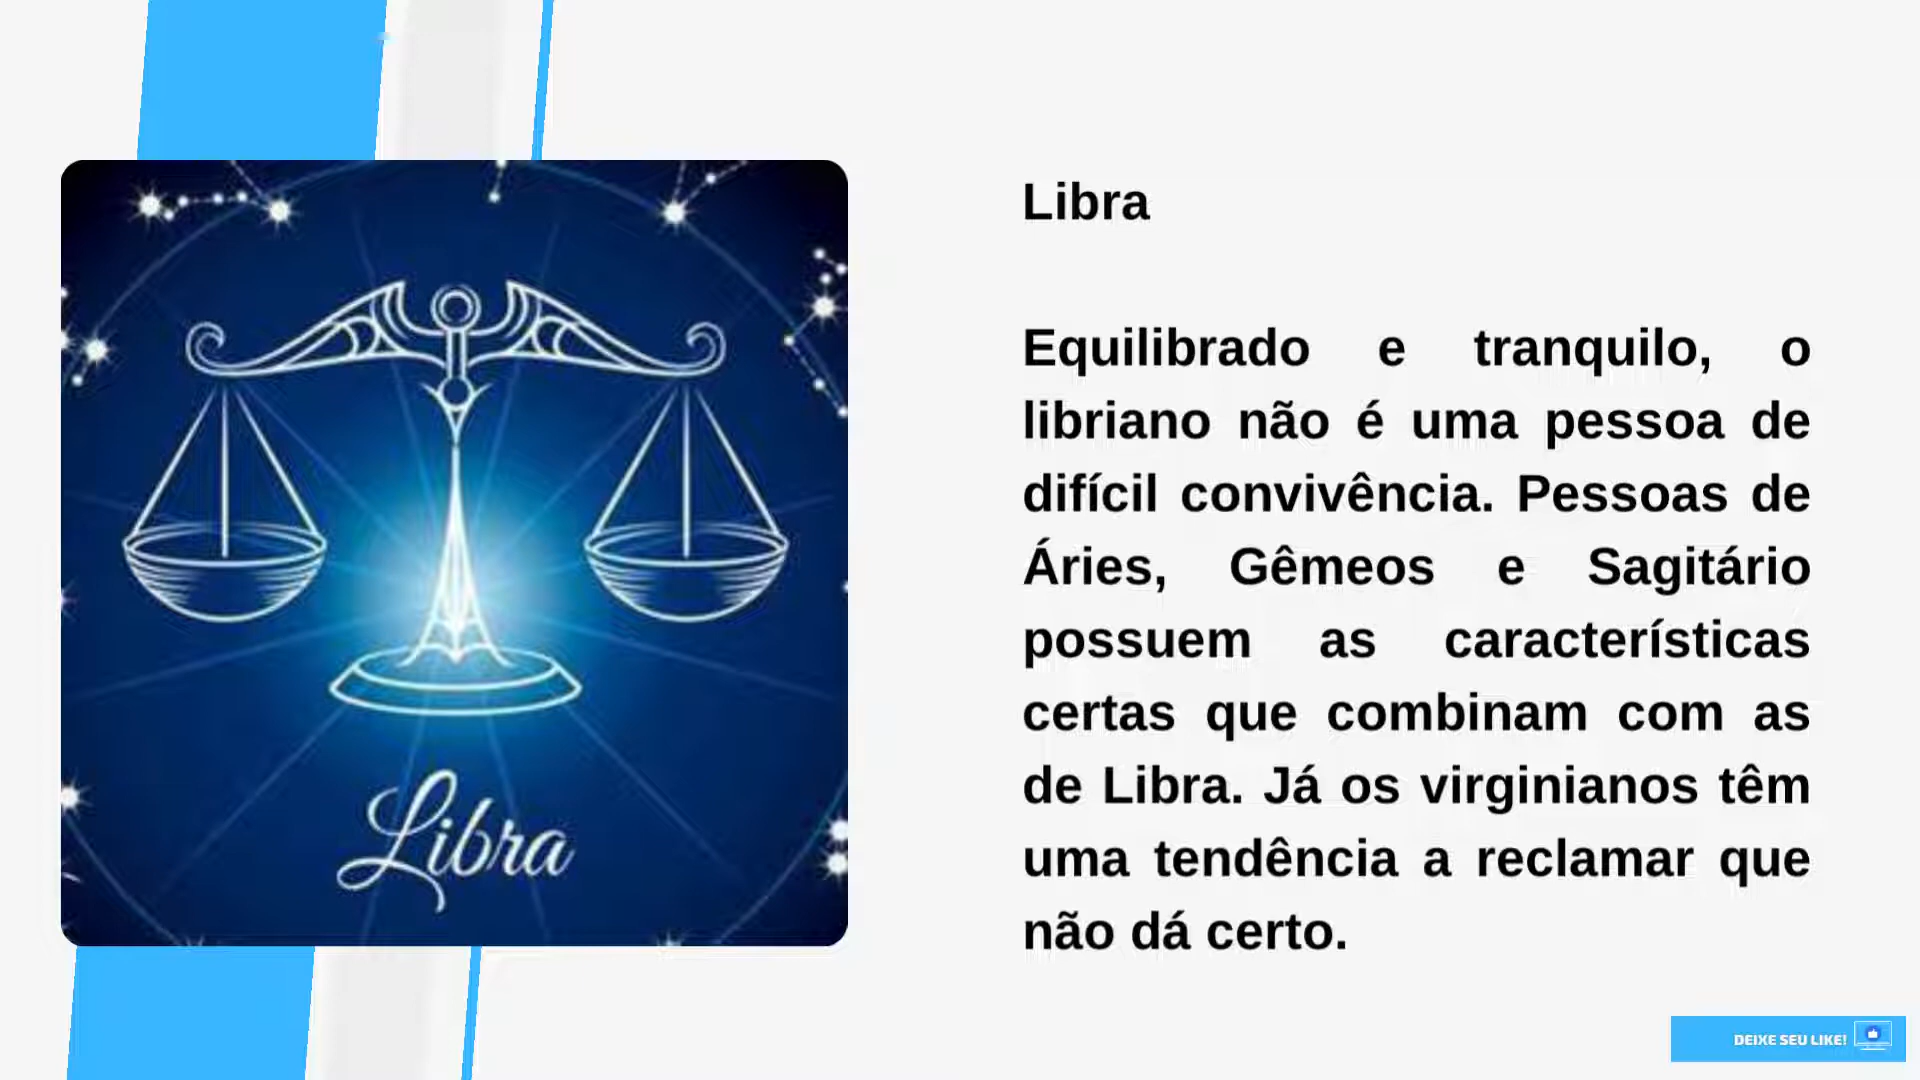 Libra
Libra
Equilibrado e tranquilo, o
libriano não é uma pessoa de
difícil convivência. Pessoas de
Áries, Gêmeos e Sagitário
possuem as características
certas que combinam com as
de Libra. Já os virginianos têm
uma tendência a reclamar que
não dá certo.
DEIXE SEU LIKE!